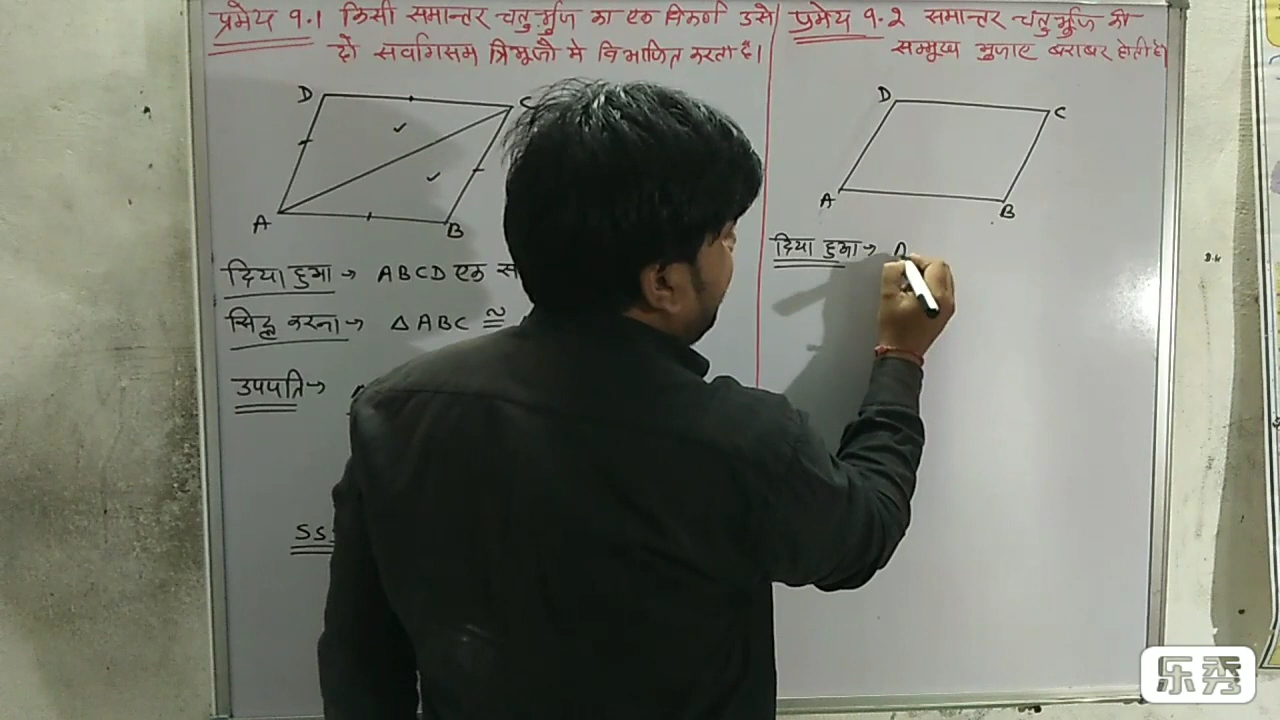 प्रमेय 9.1 किसी समान्तर चतुर्भुज का एक विकर्ण उसे
दो सर्वांगसम त्रिभुजों में विभाजित करता है।
D
C
A
B
दिया हुआ → ABCD एक स
सिद्ध करना → △ABC ≅
उपपत्ति →
SS
प्रमेय 9.2 समान्तर चतुर्भुज की
सम्मुख भुजाए बराबर होती है।
D
C
A
B
दिया हुआ → A
乐秀